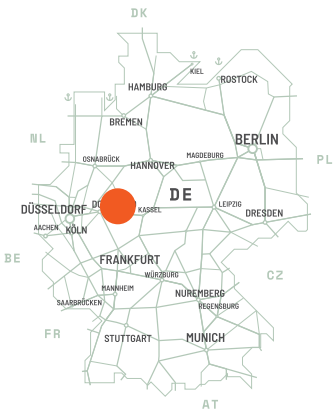 DK
KIEL
ROSTOCK
HAMBURG
BREMEN
BERLIN
NL
OSNABRÜCK
HANNOVER
MAGDEBURG
PL
DE
DÜSSELDORF
KASSEL
LEIPZIG
DRESDEN
AACHEN
KÖLN
BE
FRANKFURT
WÜRZBURG
CZ
MANNHEIM
NUREMBERG
SAARBRÜCKEN
REGENSBURG
FR
STUTTGART
MUNICH
AT